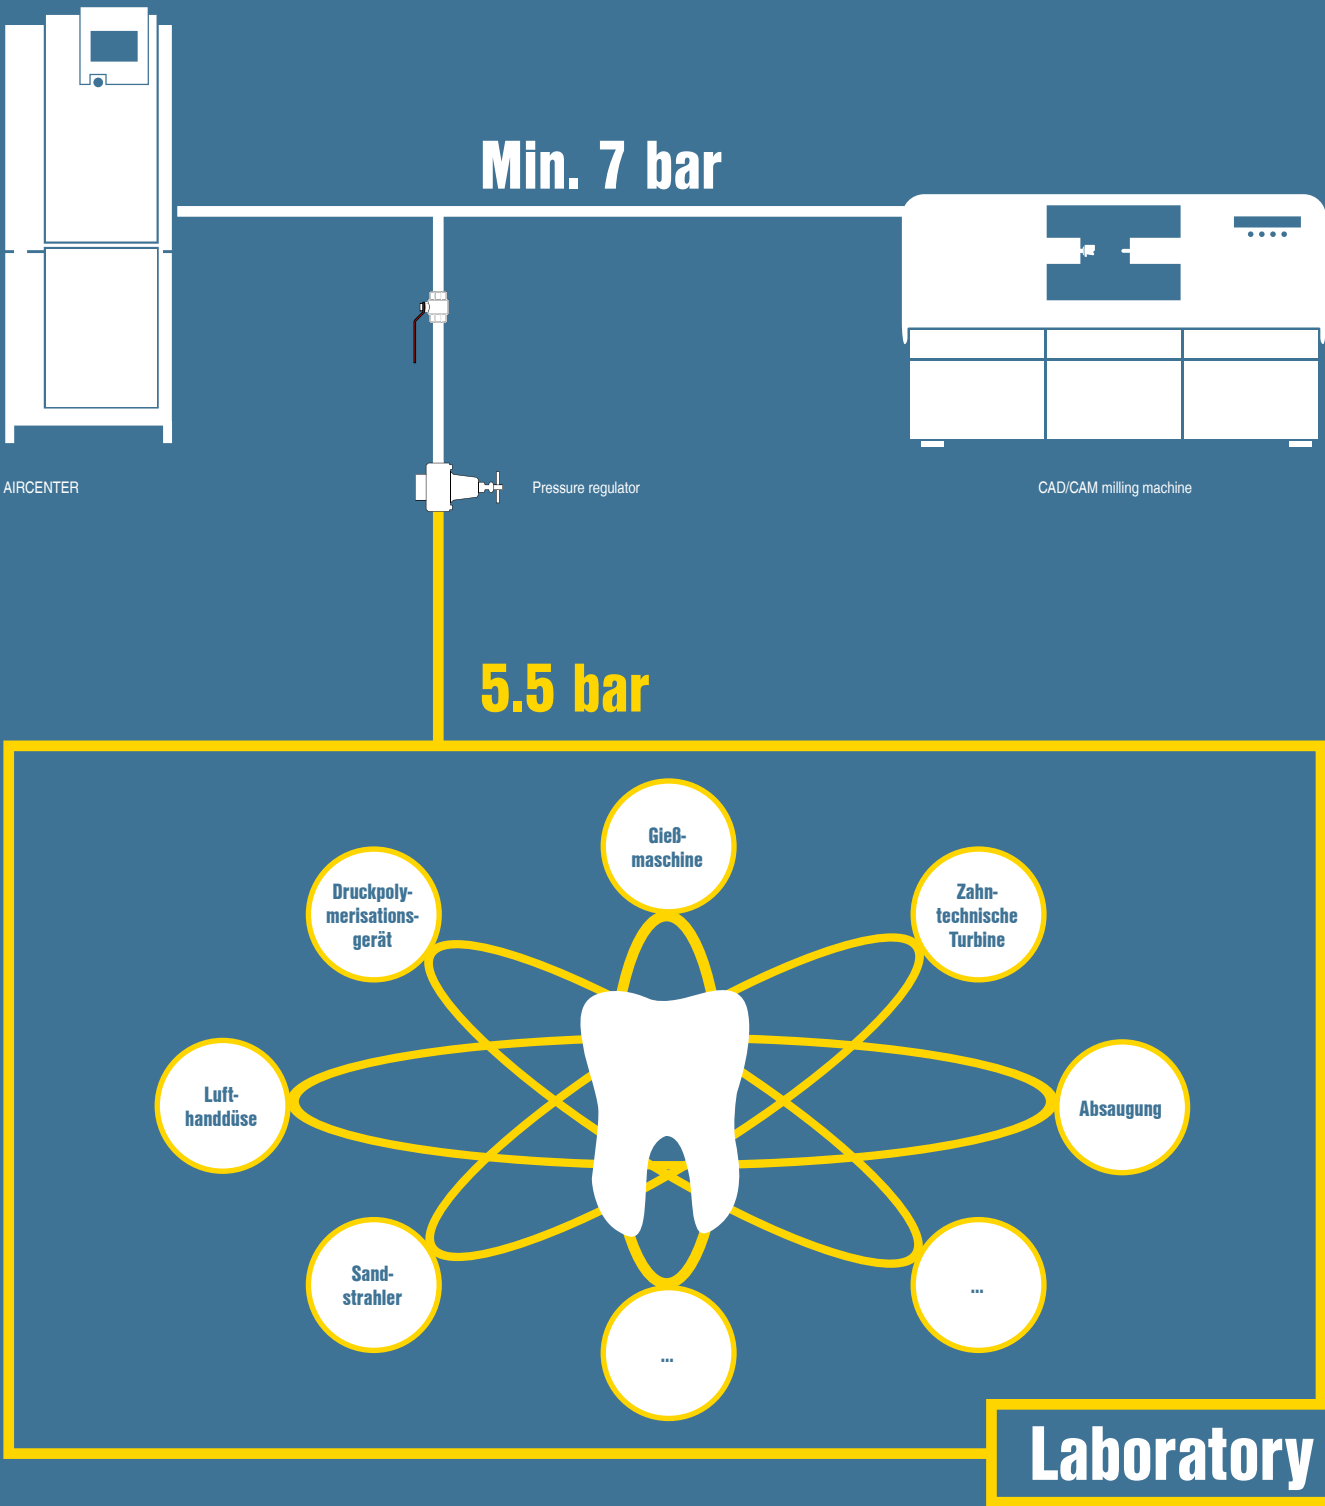 Min. 7 bar
AIRCENTER
Pressure regulator
CAD/CAM milling machine
5.5 bar
Gieß-
maschine
Druckpoly-
merisations-
gerät
Zahn-
technische
Turbine
Luft-
handdüse
Absaugung
Sand-
strahler
...
...
Laboratory